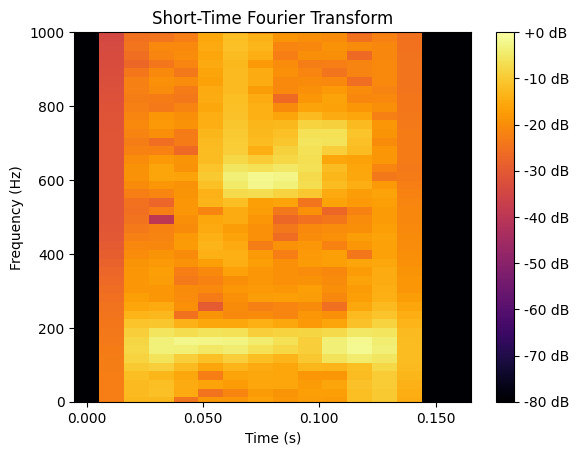 Short-Time Fourier Transform
1000
800
600
400
200
0
Frequency (Hz)
0.000
0.050
0.100
0.150
Time (s)
+0 dB
-10 dB
-20 dB
-30 dB
-40 dB
-50 dB
-60 dB
-70 dB
-80 dB